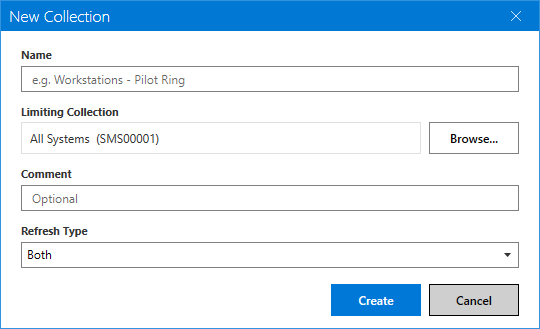 New Collection
Name
e.g. Workstations - Pilot Ring
Limiting Collection
All Systems (SMS00001)
Browse...
Comment
Optional
Refresh Type
Both
Create
Cancel